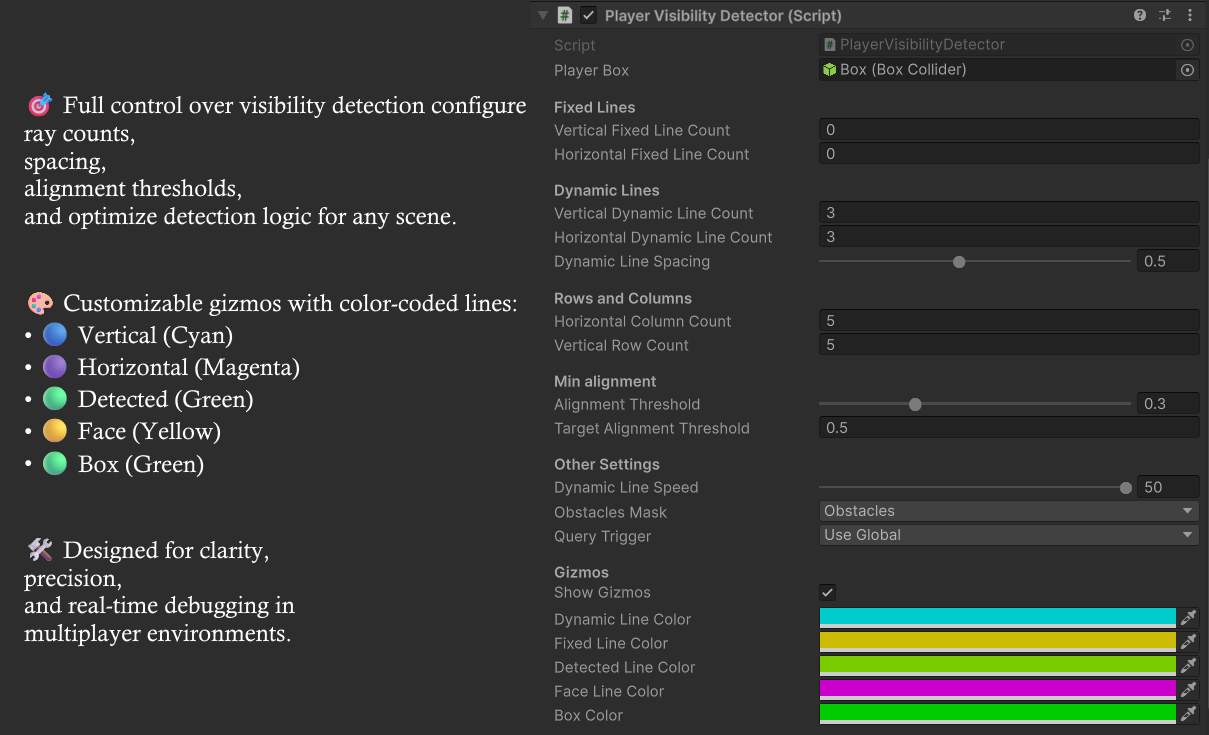 🎯 Full control over visibility detection configure
ray counts,
spacing,
alignment thresholds,
and optimize detection logic for any scene.
🎨 Customizable gizmos with color-coded lines:
• 🔵 Vertical (Cyan)
• 🟣 Horizontal (Magenta)
• 🟢 Detected (Green)
• 🟡 Face (Yellow)
• 🟢 Box (Green)
🛠 Designed for clarity,
precision,
and real-time debugging in
multiplayer environments.
Player Visibility Detector (Script)
Script PlayerVisibilityDetector
Player Box Box (Box Collider)
Fixed Lines
Vertical Fixed Line Count 0
Horizontal Fixed Line Count 0
Dynamic Lines
Vertical Dynamic Line Count 3
Horizontal Dynamic Line Count 3
Dynamic Line Spacing 0.5
Rows and Columns
Horizontal Column Count 5
Vertical Row Count 5
Min alignment
Alignment Threshold 0.3
Target Alignment Threshold 0.5
Other Settings
Dynamic Line Speed 50
Obstacles Mask Obstacles
Query Trigger Use Global
Gizmos
Show Gizmos
Dynamic Line Color
Fixed Line Color
Detected Line Color
Face Line Color
Box Color